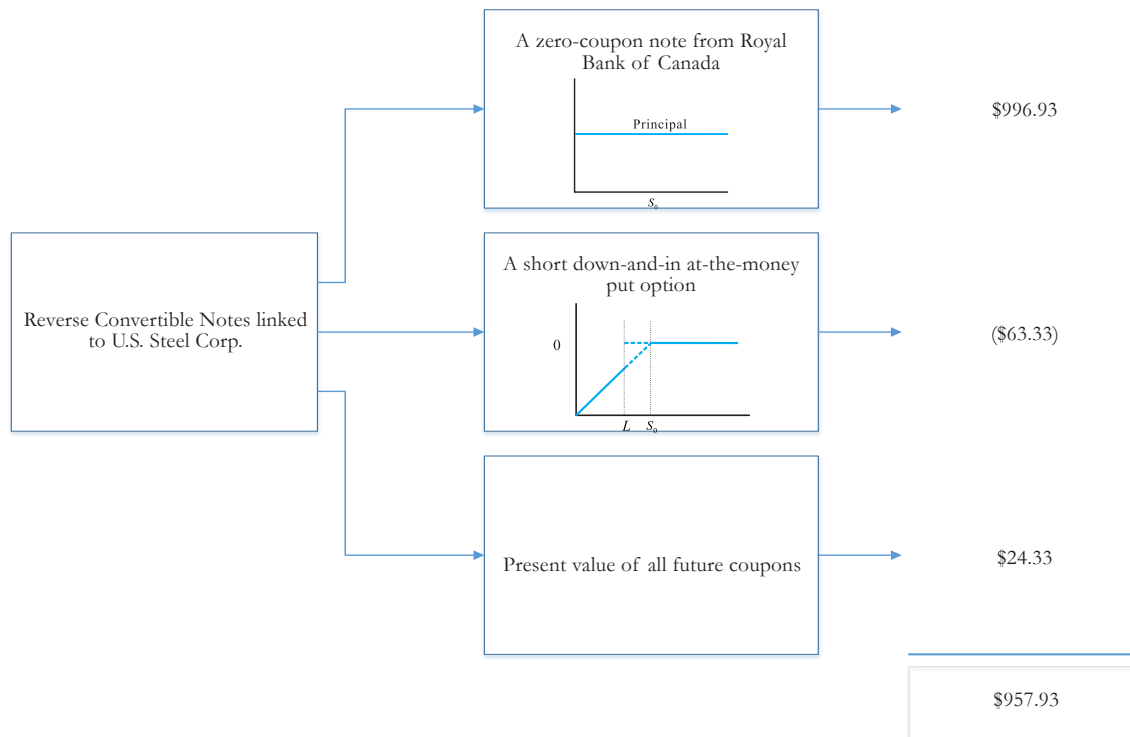 A zero-coupon note from Royal
Bank of Canada
Principal
S₀
$996.93
Reverse Convertible Notes linked
to U.S. Steel Corp.
A short down-and-in at-the-money
put option
0
L S₀
($63.33)
Present value of all future coupons
$24.33
$957.93